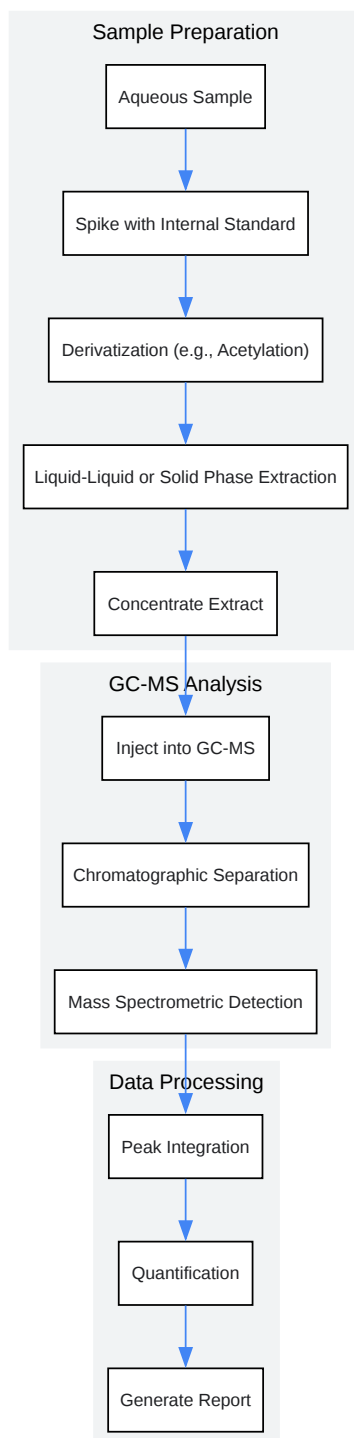 Sample Preparation
Aqueous Sample
Spike with Internal Standard
Derivatization (e.g., Acetylation)
Liquid-Liquid or Solid Phase Extraction
Concentrate Extract
GC-MS Analysis
Inject into GC-MS
Chromatographic Separation
Mass Spectrometric Detection
Data Processing
Peak Integration
Quantification
Generate Report